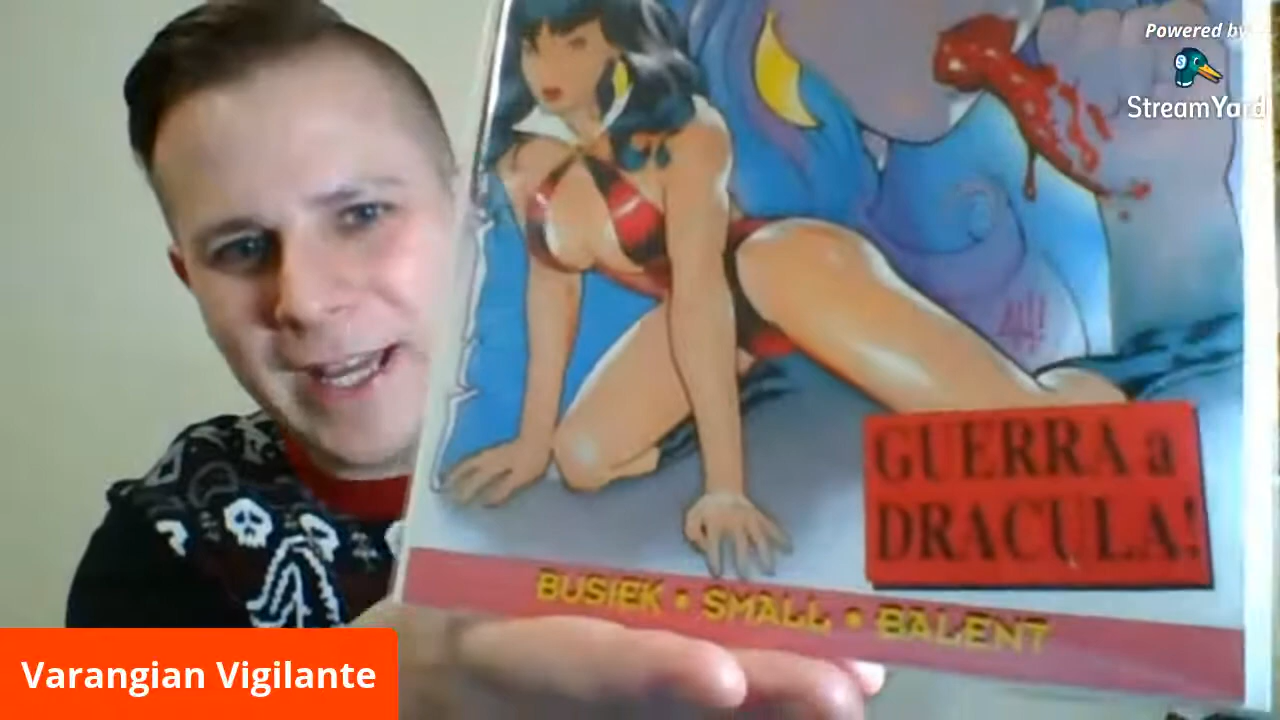 Powered by
StreamYard
GUERRA a
DRACULA!
BUSIEK • SMALL • BALENT
Varangian Vigilante